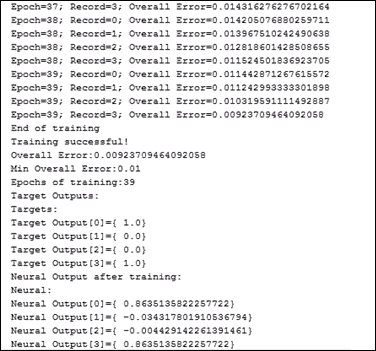 Epoch=37; Record=3; Overall Error=0.014316276276702164
Epoch=38; Record=0; Overall Error=0.014205076880259711
Epoch=38; Record=1; Overall Error=0.013967510242490638
Epoch=38; Record=2; Overall Error=0.012818601428508655
Epoch=38; Record=3; Overall Error=0.011524501836923705
Epoch=39; Record=0; Overall Error=0.011442871267615572
Epoch=39; Record=1; Overall Error=0.011242993333301898
Epoch=39; Record=2; Overall Error=0.010319591111492887
Epoch=39; Record=3; Overall Error=0.00923709464092058
End of training
Training successful!
Overall Error:0.00923709464092058
Min Overall Error:0.01
Epochs of training:39
Target Outputs:
Targets:
Target Output[0]={ 1.0}
Target Output[1]={ 0.0}
Target Output[2]={ 0.0}
Target Output[3]={ 1.0}
Neural Output after training:
Neural:
Neural Output[0]={ 0.8635135822257722}
Neural Output[1]={ -0.034317801910536794}
Neural Output[2]={ -0.004429142261391461}
Neural Output[3]={ 0.8635135822257722}